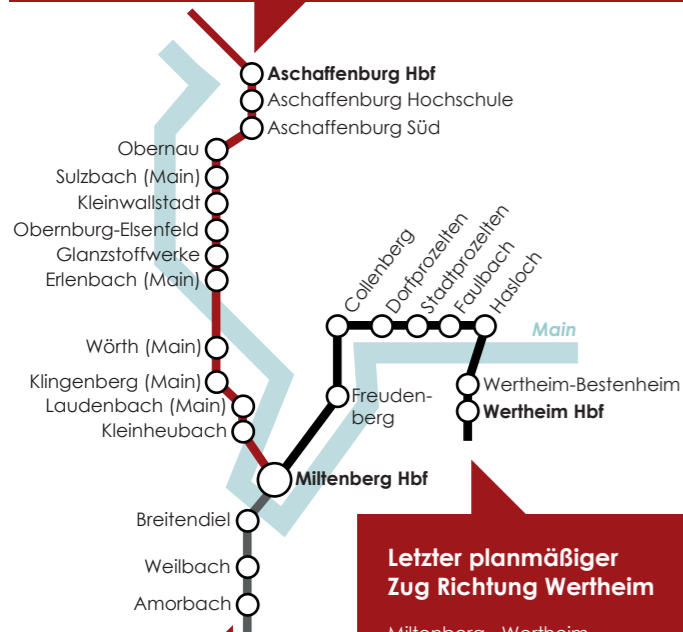 Aschaffenburg Hbf
Aschaffenburg Hochschule
Aschaffenburg Süd
Obernau
Sulzbach (Main)
Kleinwallstadt
Obernburg-Elsenfeld
Glanzstoffwerke
Erlenbach (Main)
Wörth (Main)
Klingenberg (Main)
Laudenbach (Main)
Kleinheubach
Miltenberg Hbf
Breitendiel
Weilbach
Amorbach
Freuden-
berg
Collenberg
Dorfprozelten
Stadtprozelten
Faulbach
Hasloch
Main
Wertheim-Bestenheim
Wertheim Hbf
Letzter planmäßiger
Zug Richtung Wertheim
Miltenberg - Wertheim